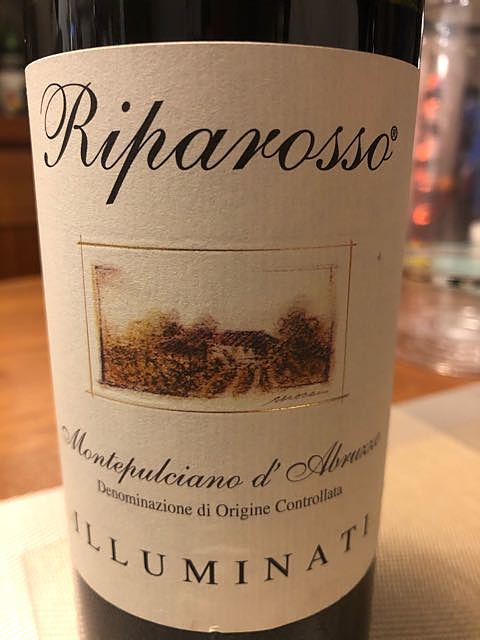 Riparosso®
Montepulciano d' Abruzzo
Denominazione di Origine Controllata
ILLUMINATI